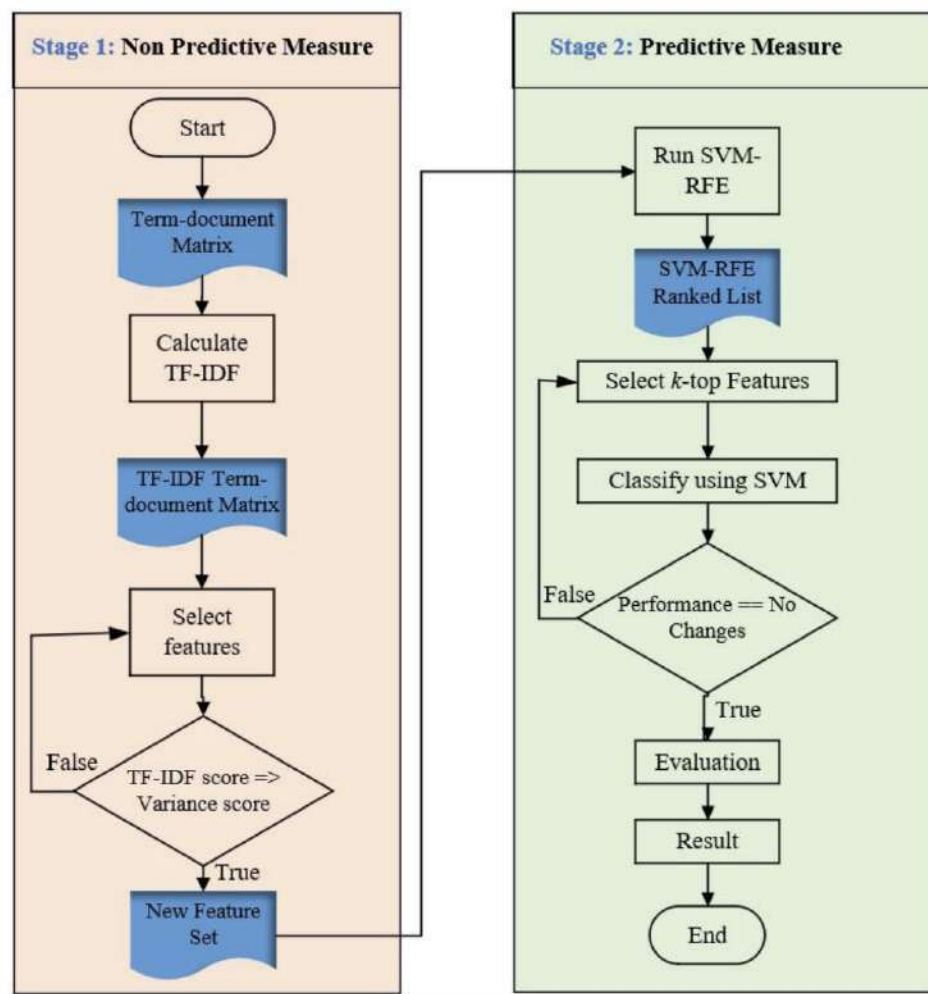 Stage 1: Non Predictive Measure
Start
Term-document
Matrix
Calculate
TF-IDF
TF-IDF Term-
document Matrix
Select
features
False
TF-IDF score =>
Variance score
True
New Feature
Set
Stage 2: Predictive Measure
Run SVM-
RFE
SVM-RFE
Ranked List
Select k-top Features
Classify using SVM
False
Performance == No
Changes
True
Evaluation
Result
End